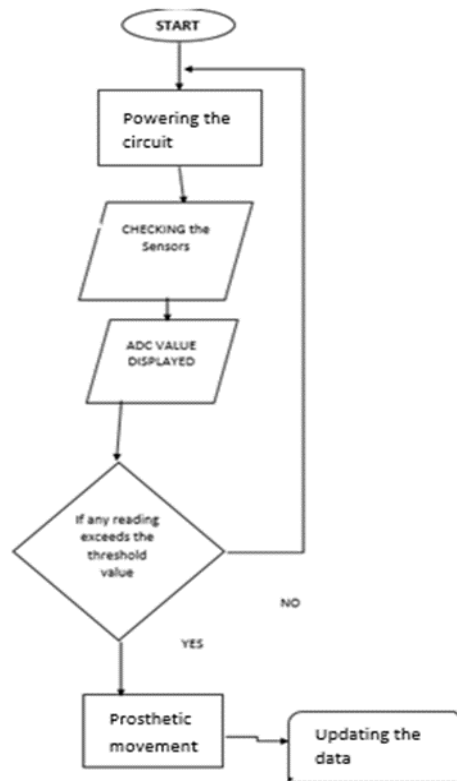 START
Powering the
circuit
CHECKING the
Sensors
ADC VALUE
DISPLAYED
If any reading
exceeds the
threshold
value
NO
YES
Prosthetic
movement
Updating the
data